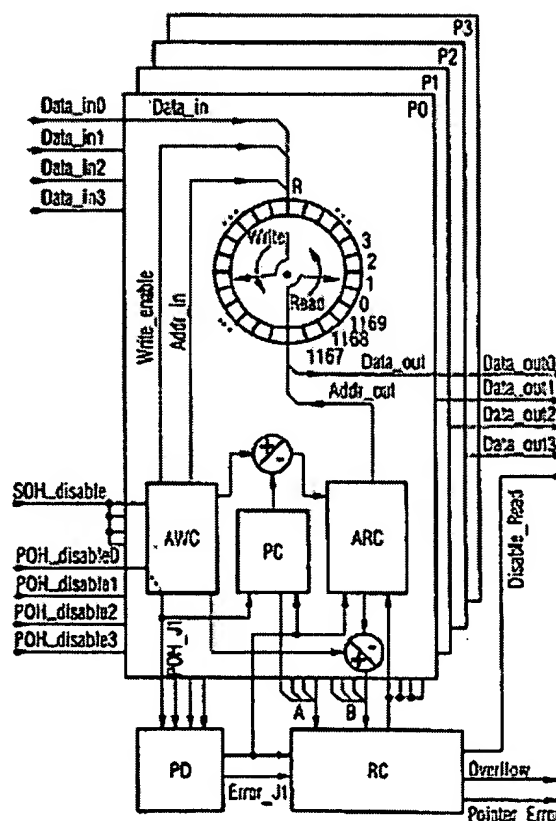 P3
P2
P1
P0
Data_in0
Data_in
Data_in1
Data_in2
Data_in3
R
Write
Read
3
2
1
0
1169
1168
1167
Write_enable
Addr_in
Data_out
Data_out0
Addr_out
Data_out1
Data_out2
Data_out3
+
-
SOH_disable
AWC
PC
ARC
Disable_Read
POH_disable0
POH_disable1
POH_disable2
POH_disable3
POH_J1
-
+
A
B
PD
RC
Error_J1
Overflow
Pointer_Error